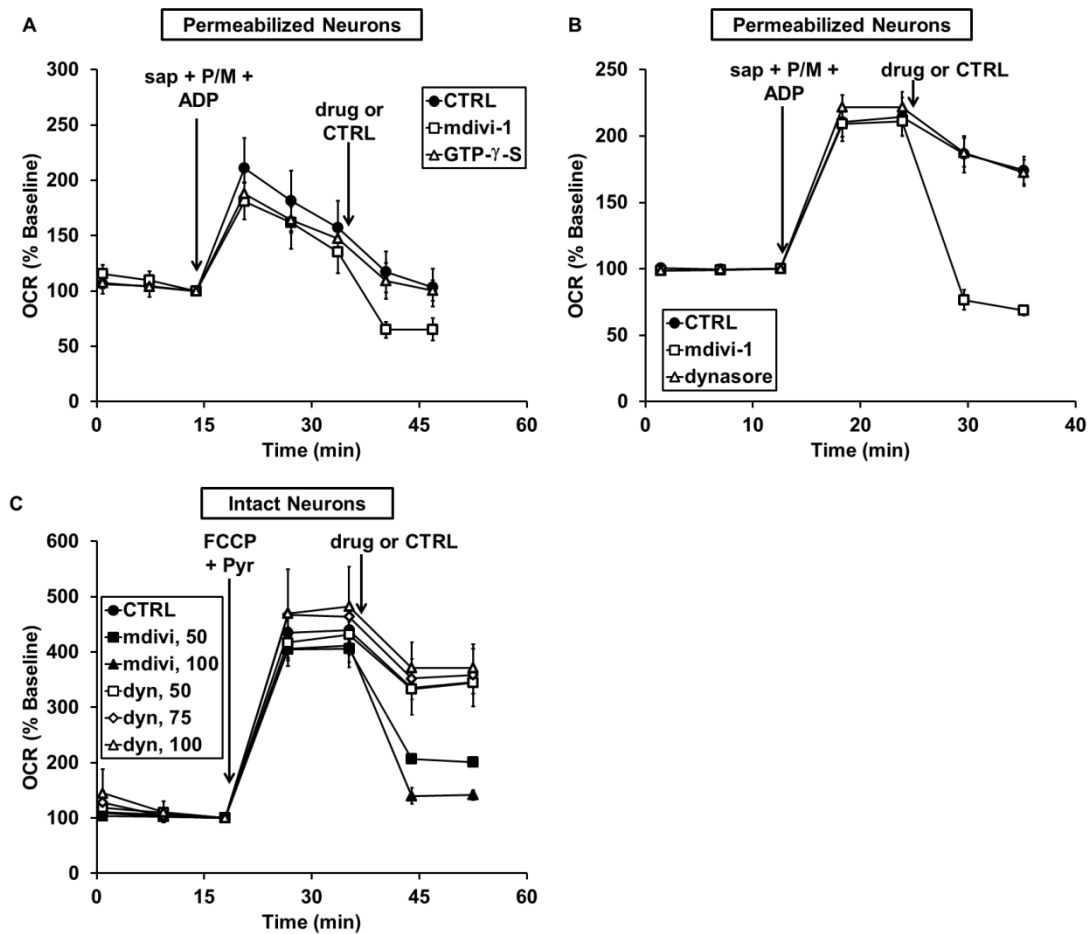 A
Permeabilized Neurons
sap + P/M +
ADP
drug or
CTRL
CTRL
mdivi-1
GTP-γ-S
OCR (% Baseline)
300
250
200
150
100
50
0
0 15 30 45 60
Time (min)
B
Permeabilized Neurons
sap + P/M +
ADP
drug or CTRL
CTRL
mdivi-1
dynasore
OCR (% Baseline)
250
200
150
100
50
0
0 10 20 30 40
Time (min)
C
Intact Neurons
FCCP
+ Pyr
drug or CTRL
CTRL
mdivi, 50
mdivi, 100
dyn, 50
dyn, 75
dyn, 100
OCR (% Baseline)
600
500
400
300
200
100
0
0 15 30 45 60
Time (min)